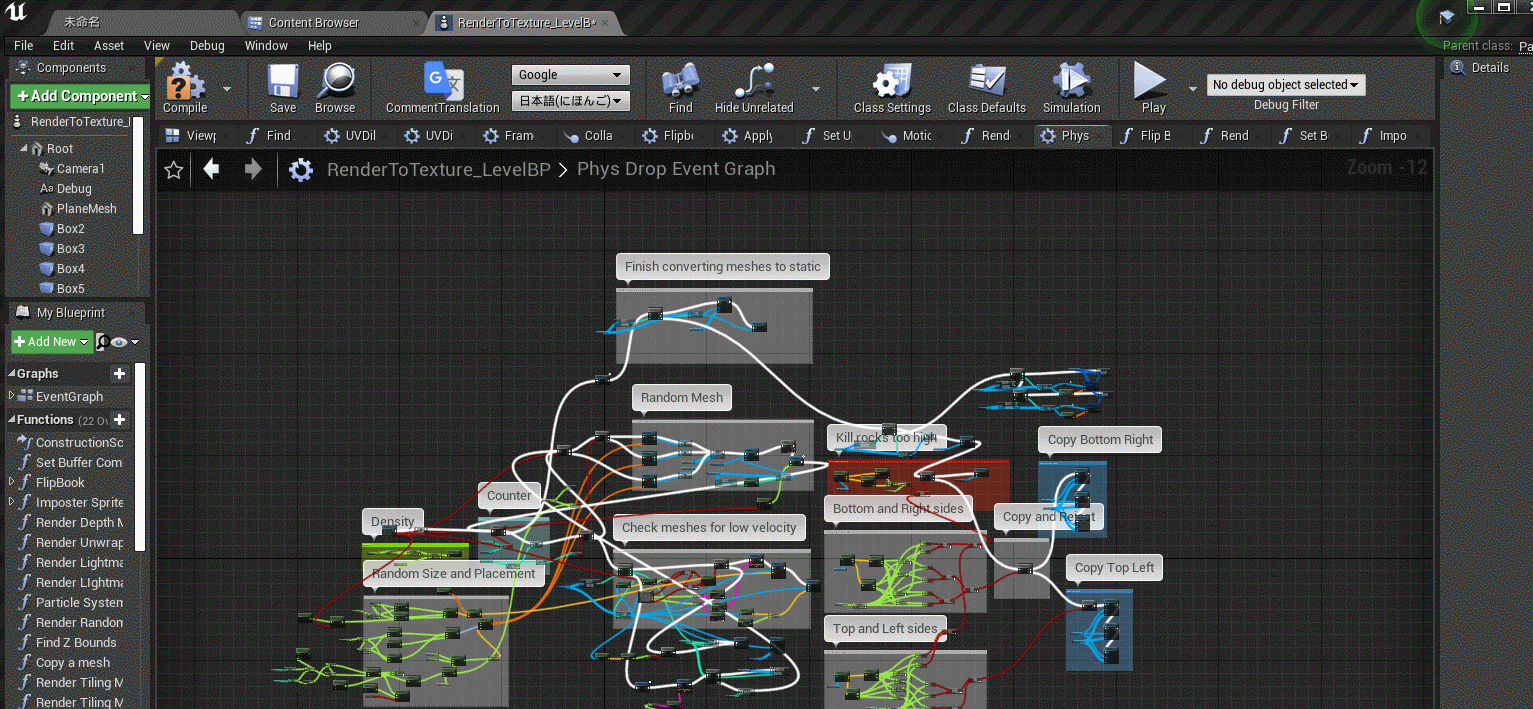 未命名
Content Browser
RenderToTexture_LevelB*
File Edit Asset View Debug Window Help
Parent class: Pa
Components
+Add Component
RenderToTexture_
Root
Camera1
Aa Debug
PlaneMesh
Box2
Box3
Box4
Box5
Compile
Save
Browse
CommentTranslation
Google
日本語(にほんご)
Find
Hide Unrelated
Class Settings
Class Defaults
Simulation
Play
No debug object selected
Debug Filter
Details
Viewp
Find
UVDil
UVDi
Fram
Colla
Flipb
Apply
Set U
Motic
Rende
Phys
Flip B
Rend
Set B
Impo
RenderToTexture_LevelBP > Phys Drop Event Graph
Zoom -12
My Blueprint
+Add New
Graphs
EventGraph
Functions (22 Ov
ConstructionSc
Set Buffer Com
FlipBook
Imposter Sprite
Render Depth M
Render Unwrap
Render Lightma
Render LIghtma
Particle System
Render Random
Find Z Bounds
Copy a mesh
Render Tiling M
Render Tiling M
Finish converting meshes to static
Random Mesh
Kill rocks too high
Copy Bottom Right
Counter
Density
Check meshes for low velocity
Bottom and Right sides
Copy and Repeat
Random Size and Placement
Copy Top Left
Top and Left sides